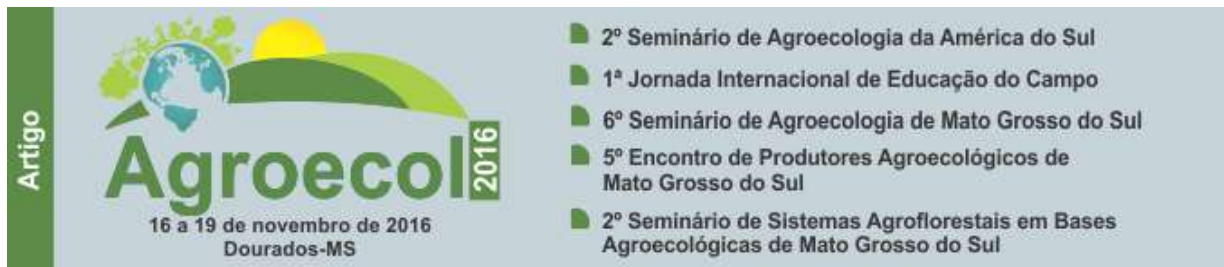 Artigo
Agroecol
2016
16 a 19 de novembro de 2016
Dourados-MS
2º Seminário de Agroecologia da América do Sul
1ª Jornada Internacional de Educação do Campo
6º Seminário de Agroecologia de Mato Grosso do Sul
5º Encontro de Produtores Agroecológicos de
Mato Grosso do Sul
2º Seminário de Sistemas Agroflorestais em Bases
Agroecológicas de Mato Grosso do Sul